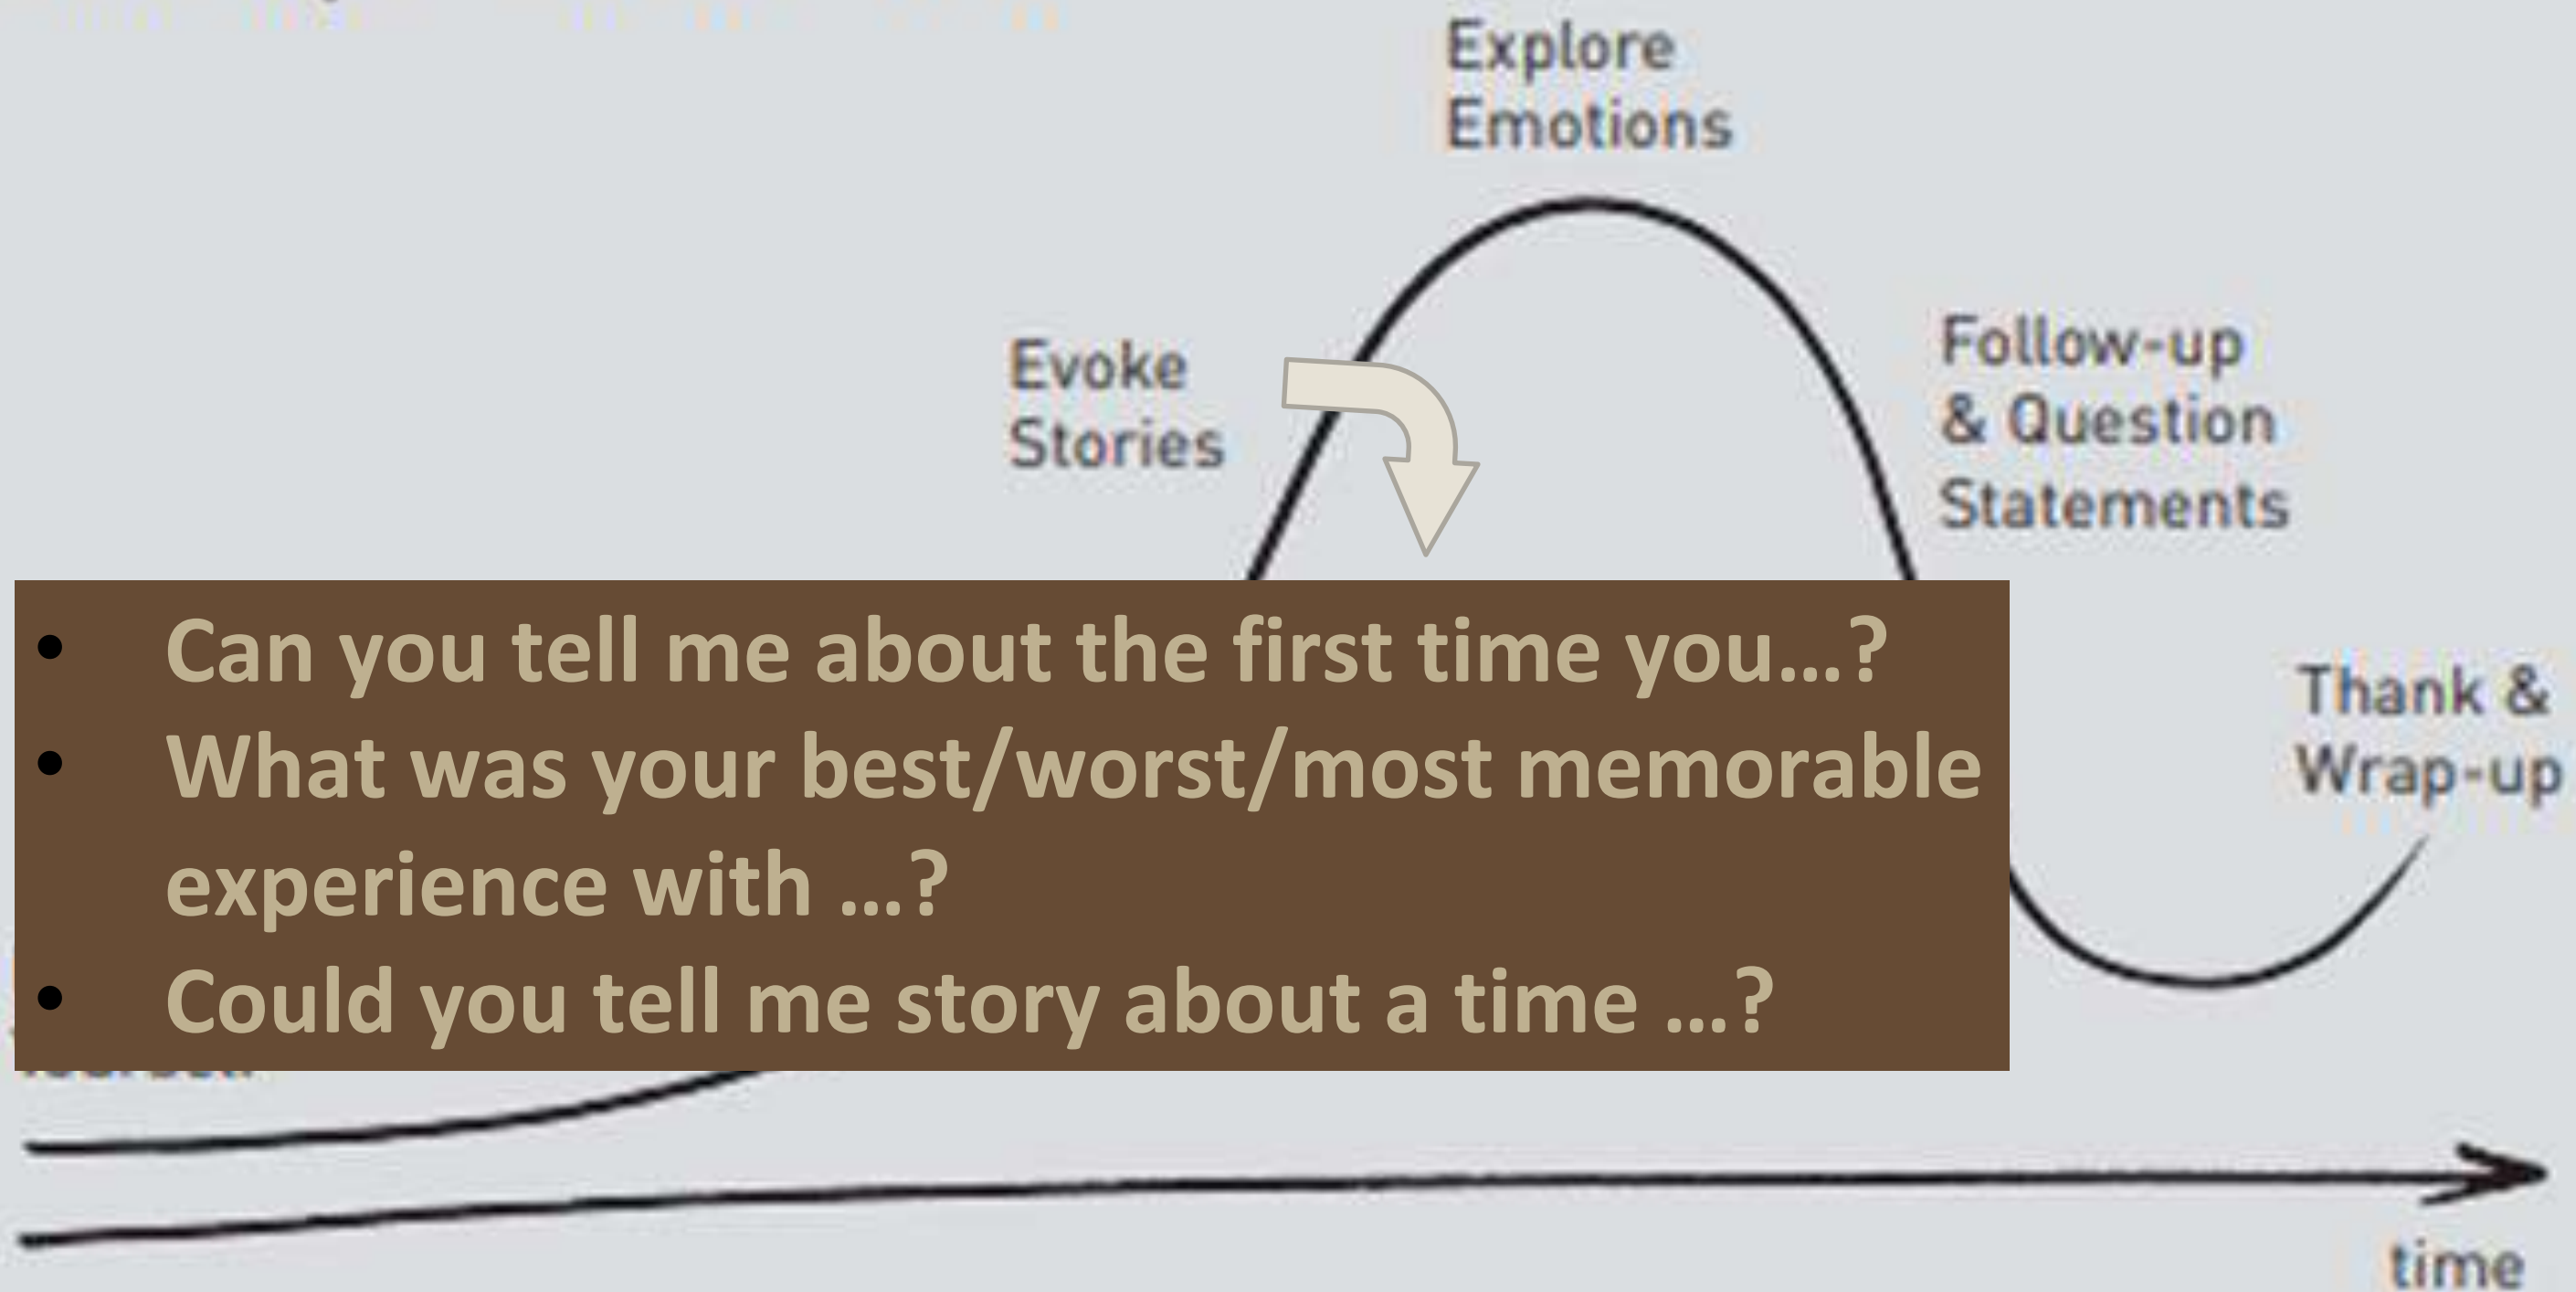 Explore
Emotions
Evoke
Stories
Follow-up
& Question
Statements
• Can you tell me about the first time you...?
• What was your best/worst/most memorable
experience with ...?
• Could you tell me story about a time ...?
Thank &
Wrap-up
time